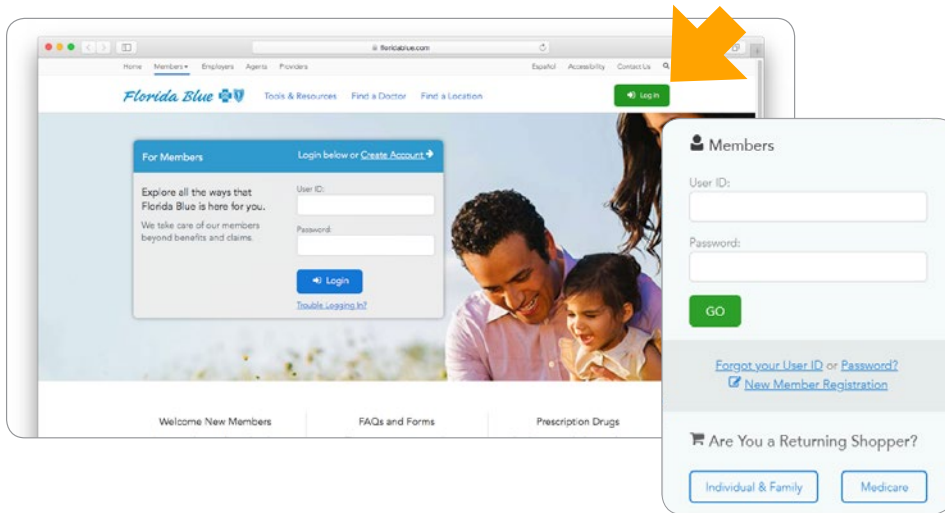 floridablue.com
Home Members Employers Agents Providers
Español Accessibility Contact Us
Florida Blue
Tools & Resources Find a Doctor Find a Location
Login
For Members
Login below or Create Account
Explore all the ways that
Florida Blue is here for you.
We take care of our members
beyond benefits and claims.
User ID:
Password:
Login
Trouble Logging In?
Welcome New Members
FAQs and Forms
Prescription Drugs
Members
User ID:
Password:
GO
Forgot your User ID or Password?
New Member Registration
Are You a Returning Shopper?
Individual & Family
Medicare